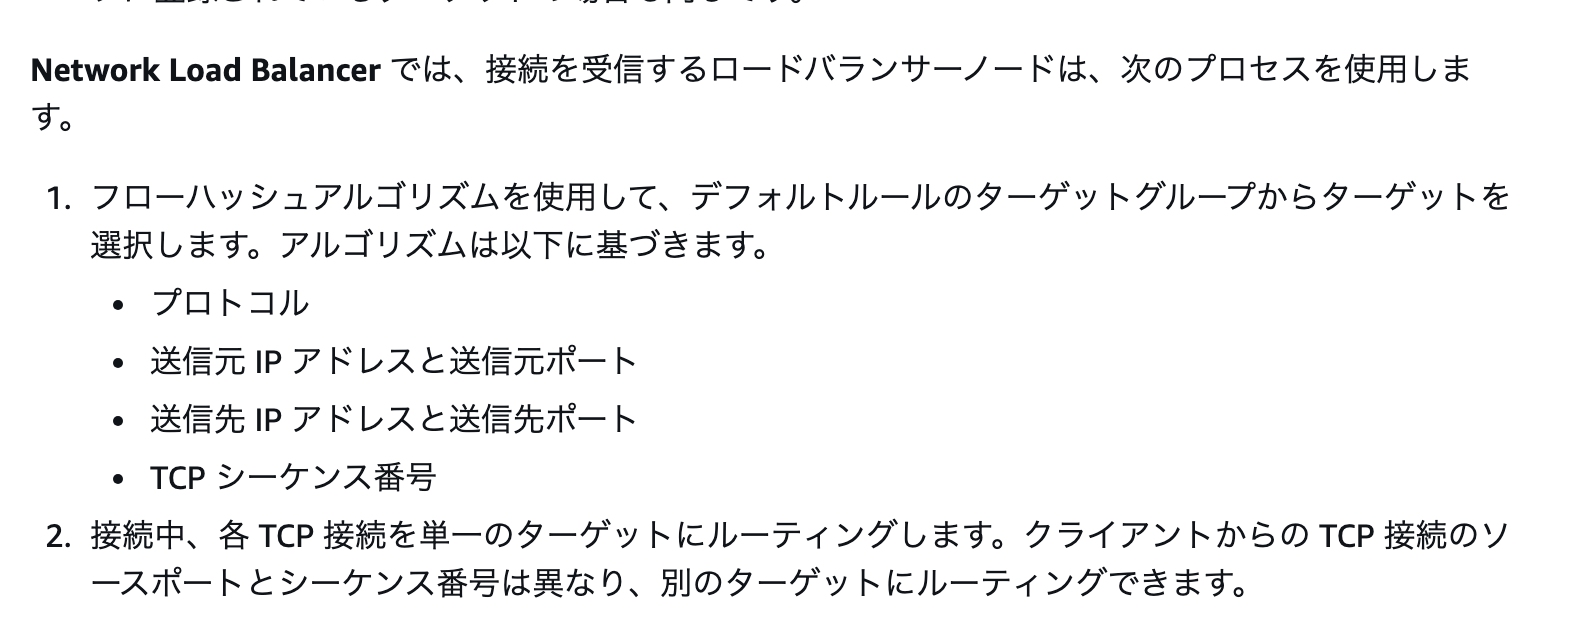 Network Load Balancer では、接続を受信するロードバランサーノードは、次のプロセスを使用しま
す。
1. フローハッシュアルゴリズムを使用して、デフォルトルールのターゲットグループからターゲットを
選択します。アルゴリズムは以下に基づきます。
• プロトコル
• 送信元 IP アドレスと送信元ポート
• 送信先 IP アドレスと送信先ポート
• TCP シーケンス番号
2. 接続中、各 TCP 接続を単一のターゲットにルーティングします。クライアントからの TCP 接続のソ
ースポートとシーケンス番号は異なり、別のターゲットにルーティングできます。